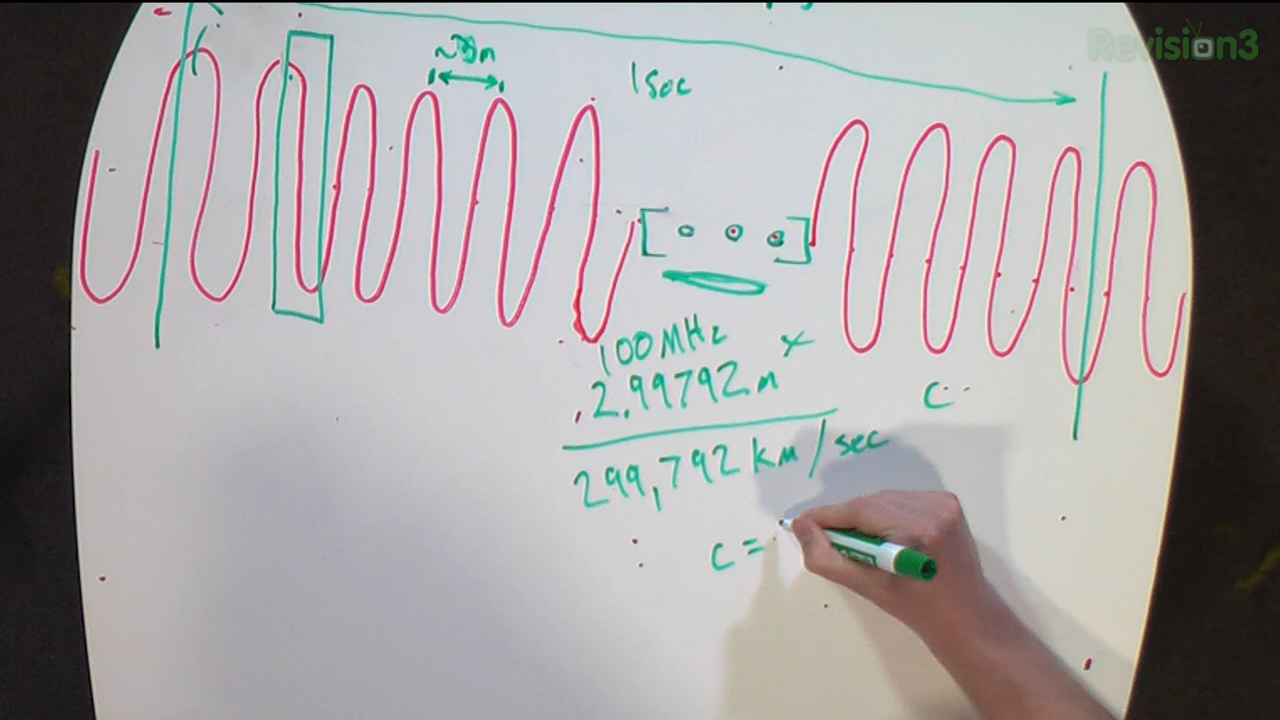 Revision3
~3m
1sec
100MHz x
2.99792m
299,792 km/sec
c
c =